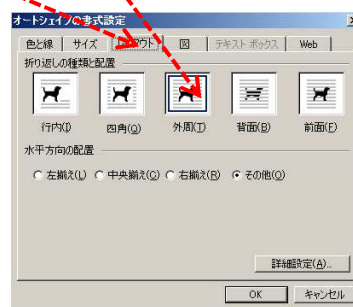 オートシェイプの書式設定
色と線 サイズ レイアウト 図 テキスト ボックス Web
折り返しの種類と配置
行内(I) 四角(Q) 外周(T) 背面(B) 前面(F)
水平方向の配置
左揃え(L) 中央揃え(C) 右揃え(R) その他(O)
詳細設定(A)...
OK キャンセル